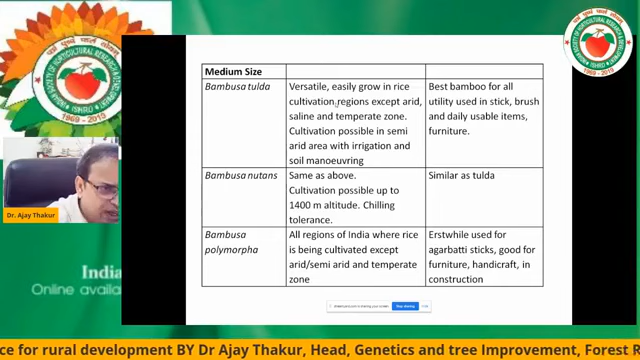 Medium Size
Bambusa tulda
Versatile, easily grow in rice
cultivation regions except arid,
saline and temperate zone.
Cultivation possible in semi
arid area with irrigation and
soil manoeuvring
Best bamboo for all
utility used in stick, brush
and daily usable items,
furniture.
Bambusa nutans
Same as above.
Cultivation possible up to
1400 m altitude. Chilling
tolerance.
Similar as tulda
Bambusa
polymorpha
All regions of India where rice
is being cultivated except
arid/semi arid and temperate
zone
Erstwhile used for
agarbatti sticks, good for
furniture, handicraft, in
construction
Stop sharing
Dr. Ajay Thakur
India
Online availa
1969 – 2019
ISHRD
ce for rural development BY Dr Ajay Thakur, Head, Genetics and tree Improvement, Forest R